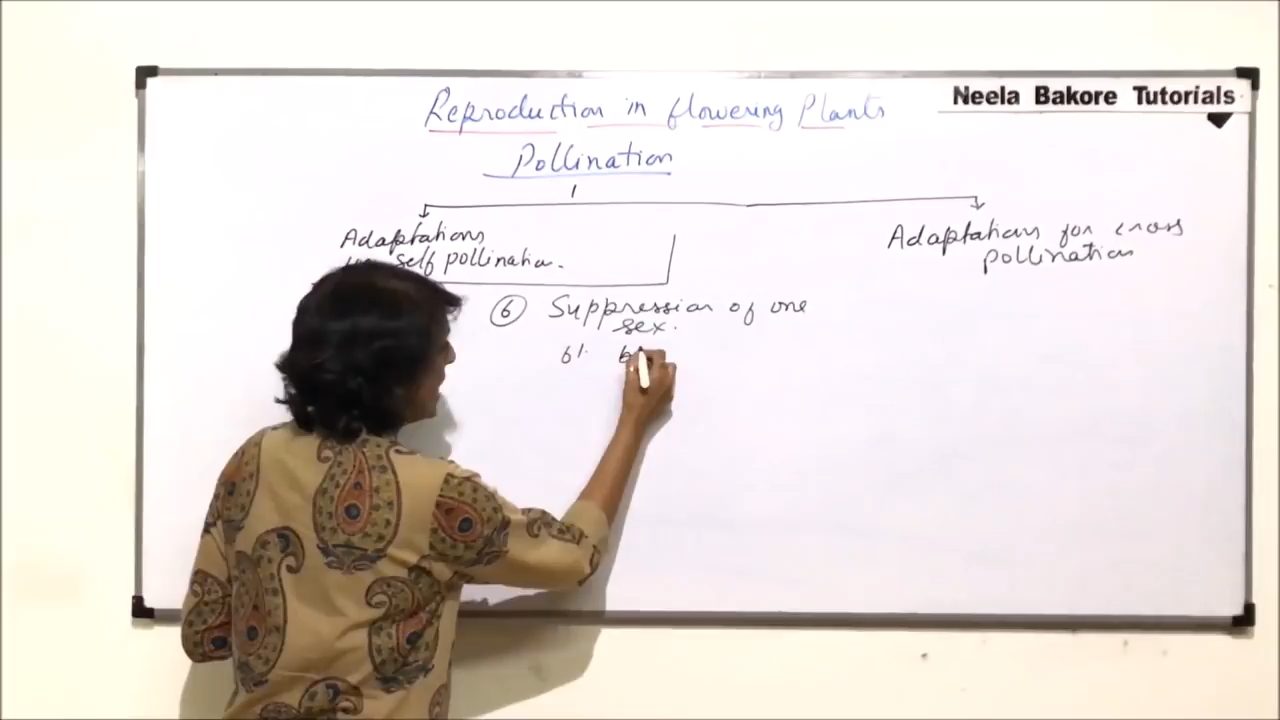 Neela Bakore Tutorials
Reproduction in flowering Plants
Pollination
Adaptations
self pollination.
Adaptations for cross
pollination
6 Suppression of one
sex.